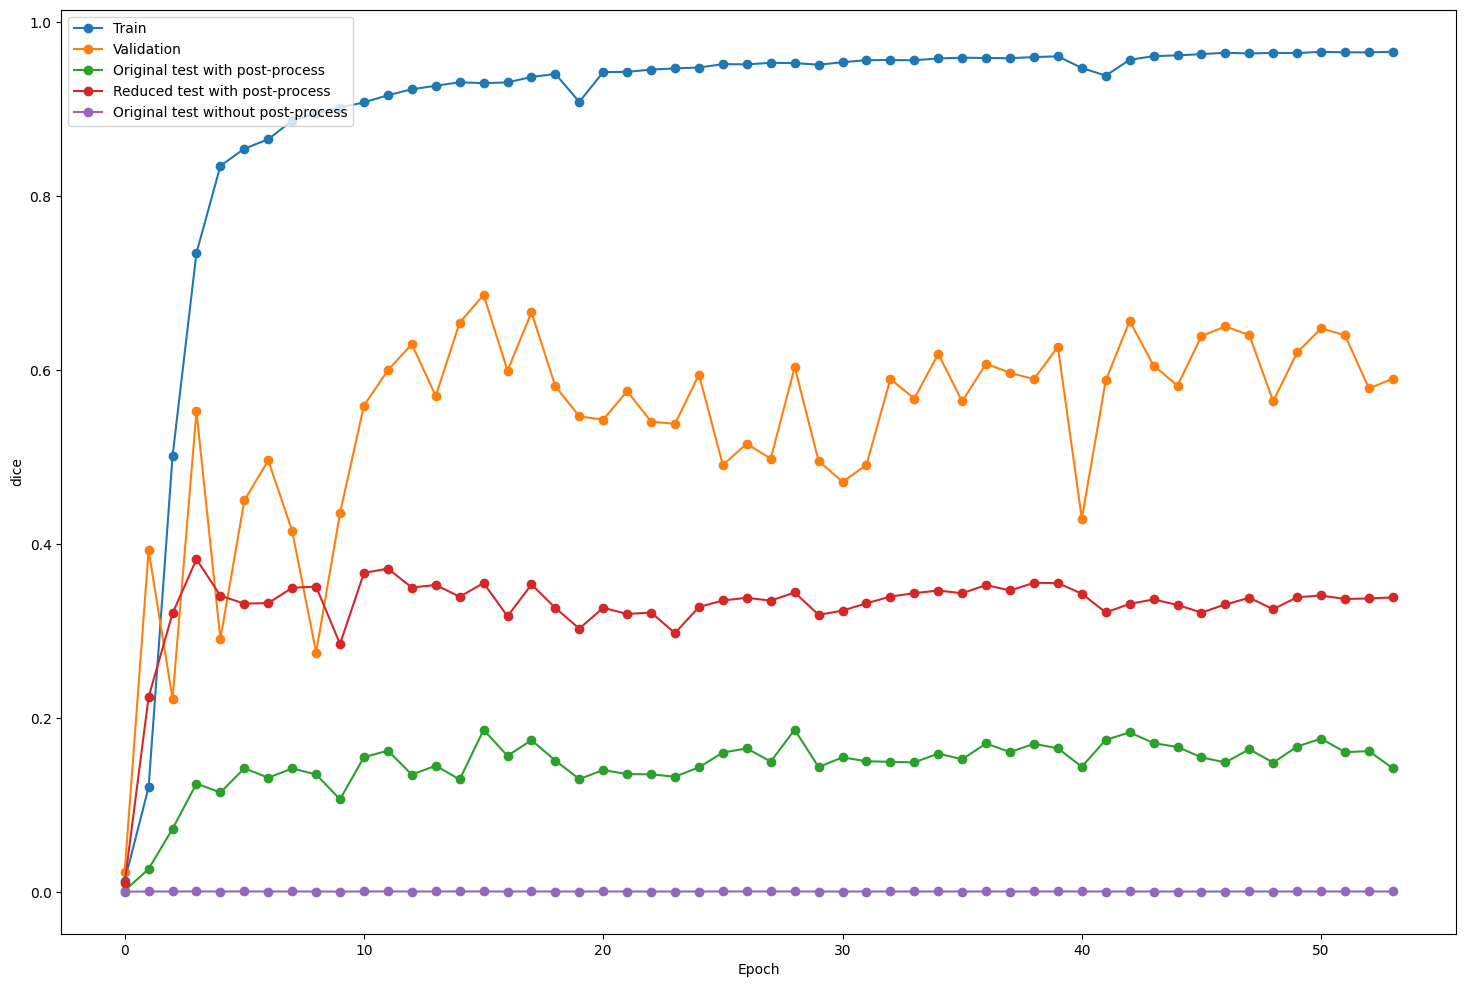 Train
Validation
Original test with post-process
Reduced test with post-process
Original test without post-process
1.0
0.8
0.6
0.4
0.2
0.0
dice
0 10 20 30 40 50
Epoch